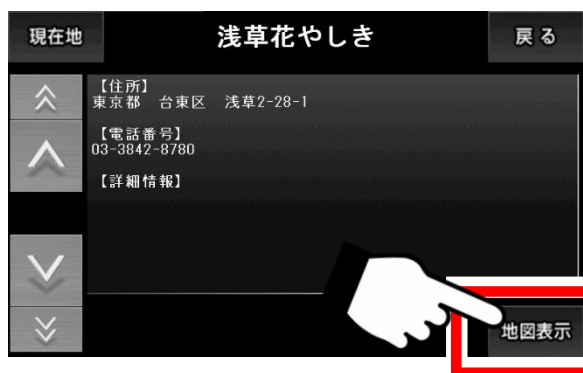 現在地
浅草花やしき
戻る
【住所】
東京都　台東区　浅草2-28-1
【電話番号】
03-3842-8780
【詳細情報】
地図表示